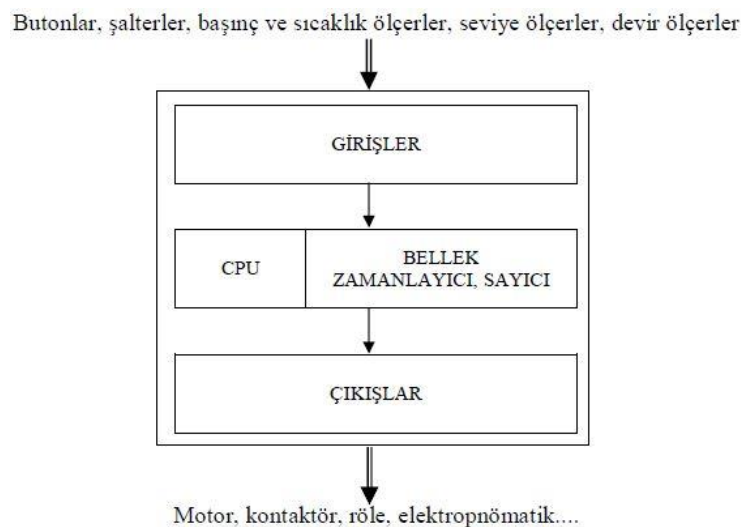 Butonlar, şalterler, başınç ve sıcaklık ölçerler, seviye ölçerler, devir ölçerler
GİRİŞLER
CPU
BELLEK
ZAMANLAYICI, SAYICI
ÇIKIŞLAR
Motor, kontaktör, röle, elektropnömatik....